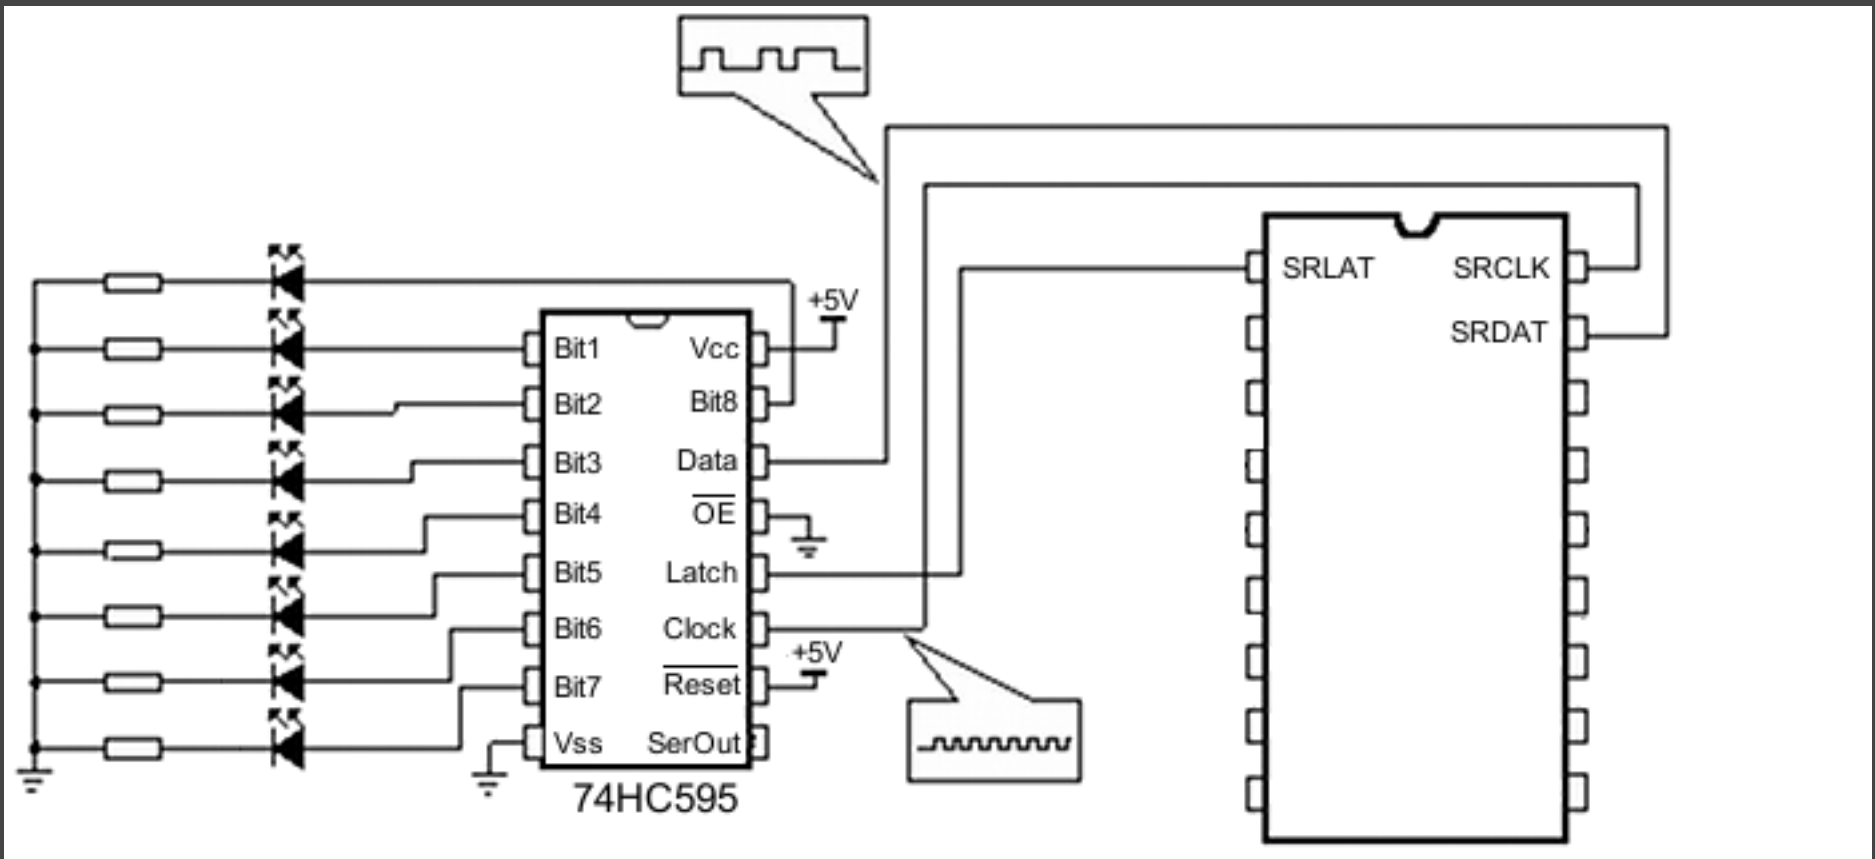 +5V
SRLAT
SRCLK
SRDAT
Bit1
Vcc
Bit2
Bit8
Bit3
Data
Bit4
OE
Bit5
Latch
Bit6
Clock
+5V
Bit7
Reset
Vss
SerOut
74HC595